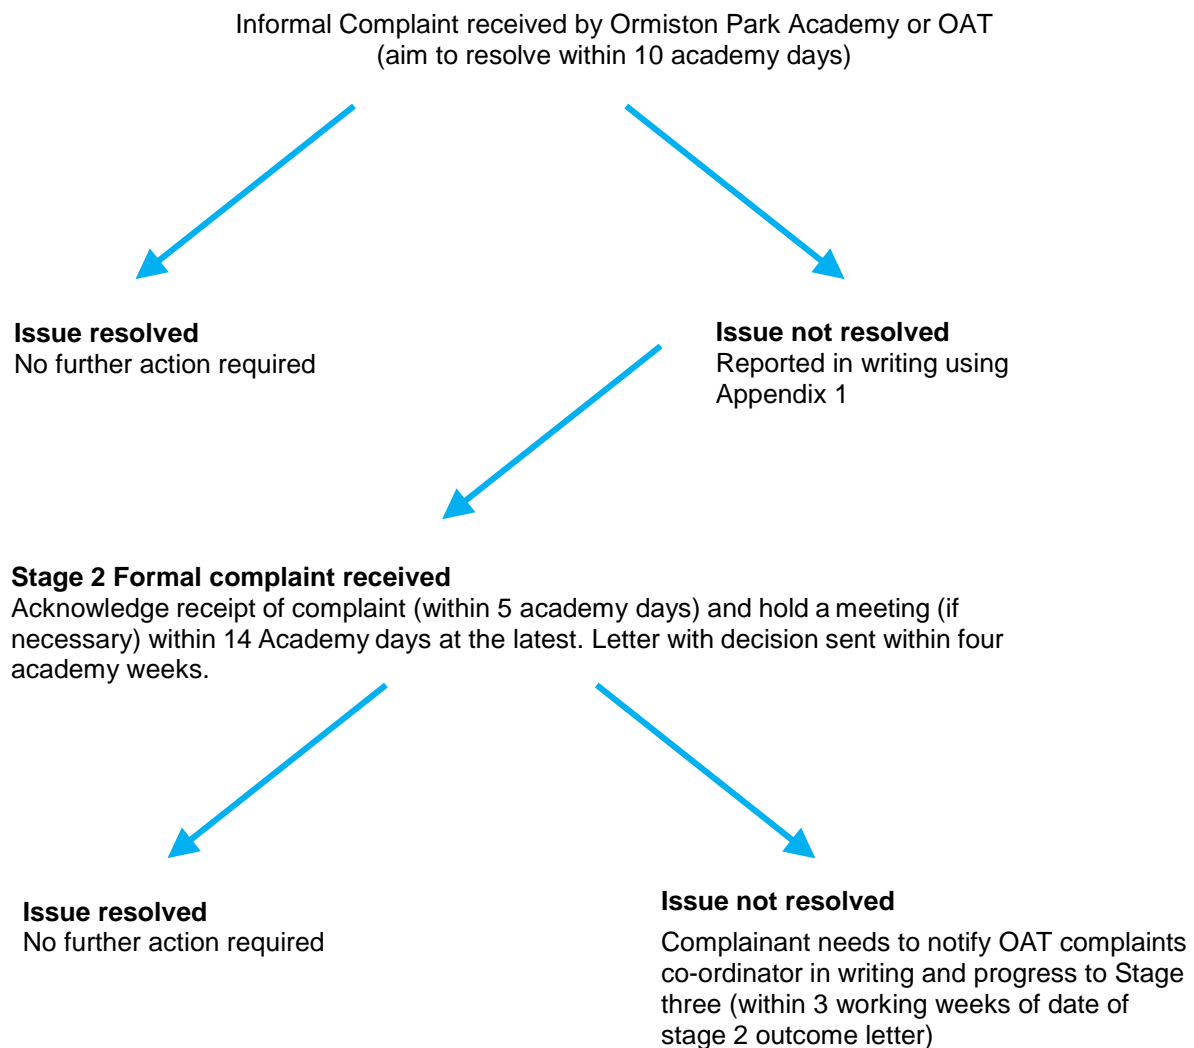 Informal Complaint received by Ormiston Park Academy or OAT
(aim to resolve within 10 academy days)
Issue resolved
No further action required
Issue not resolved
Reported in writing using
Appendix 1
Stage 2 Formal complaint received
Acknowledge receipt of complaint (within 5 academy days) and hold a meeting (if
necessary) within 14 Academy days at the latest. Letter with decision sent within four
academy weeks.
Issue resolved
No further action required
Issue not resolved
Complainant needs to notify OAT complaints
co-ordinator in writing and progress to Stage
three (within 3 working weeks of date of
stage 2 outcome letter)